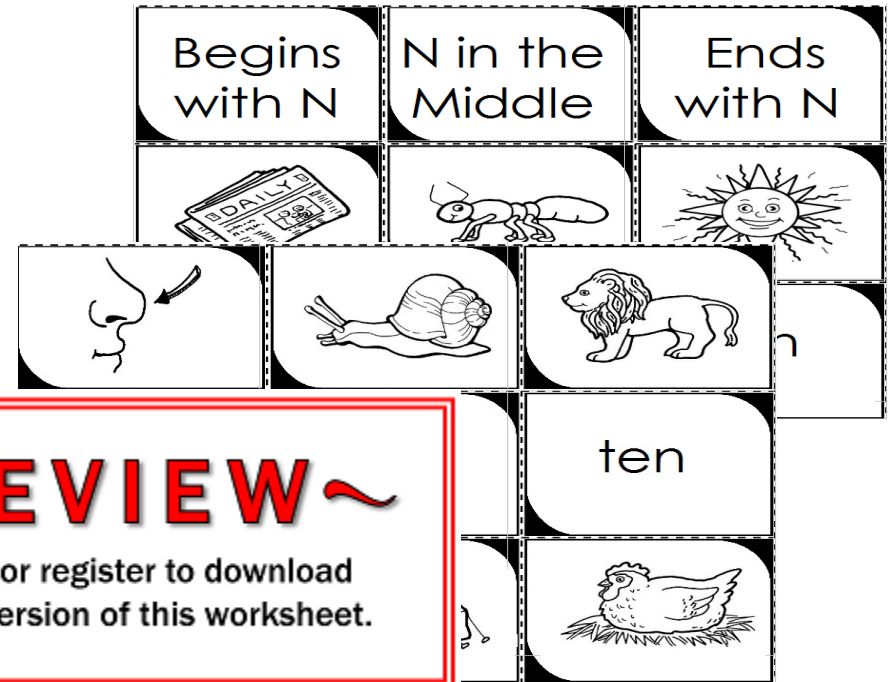 Begins
with N
N in the
Middle
Ends
with N
DAILY
n
ten
EVIEW~
or register to download
ersion of this worksheet.